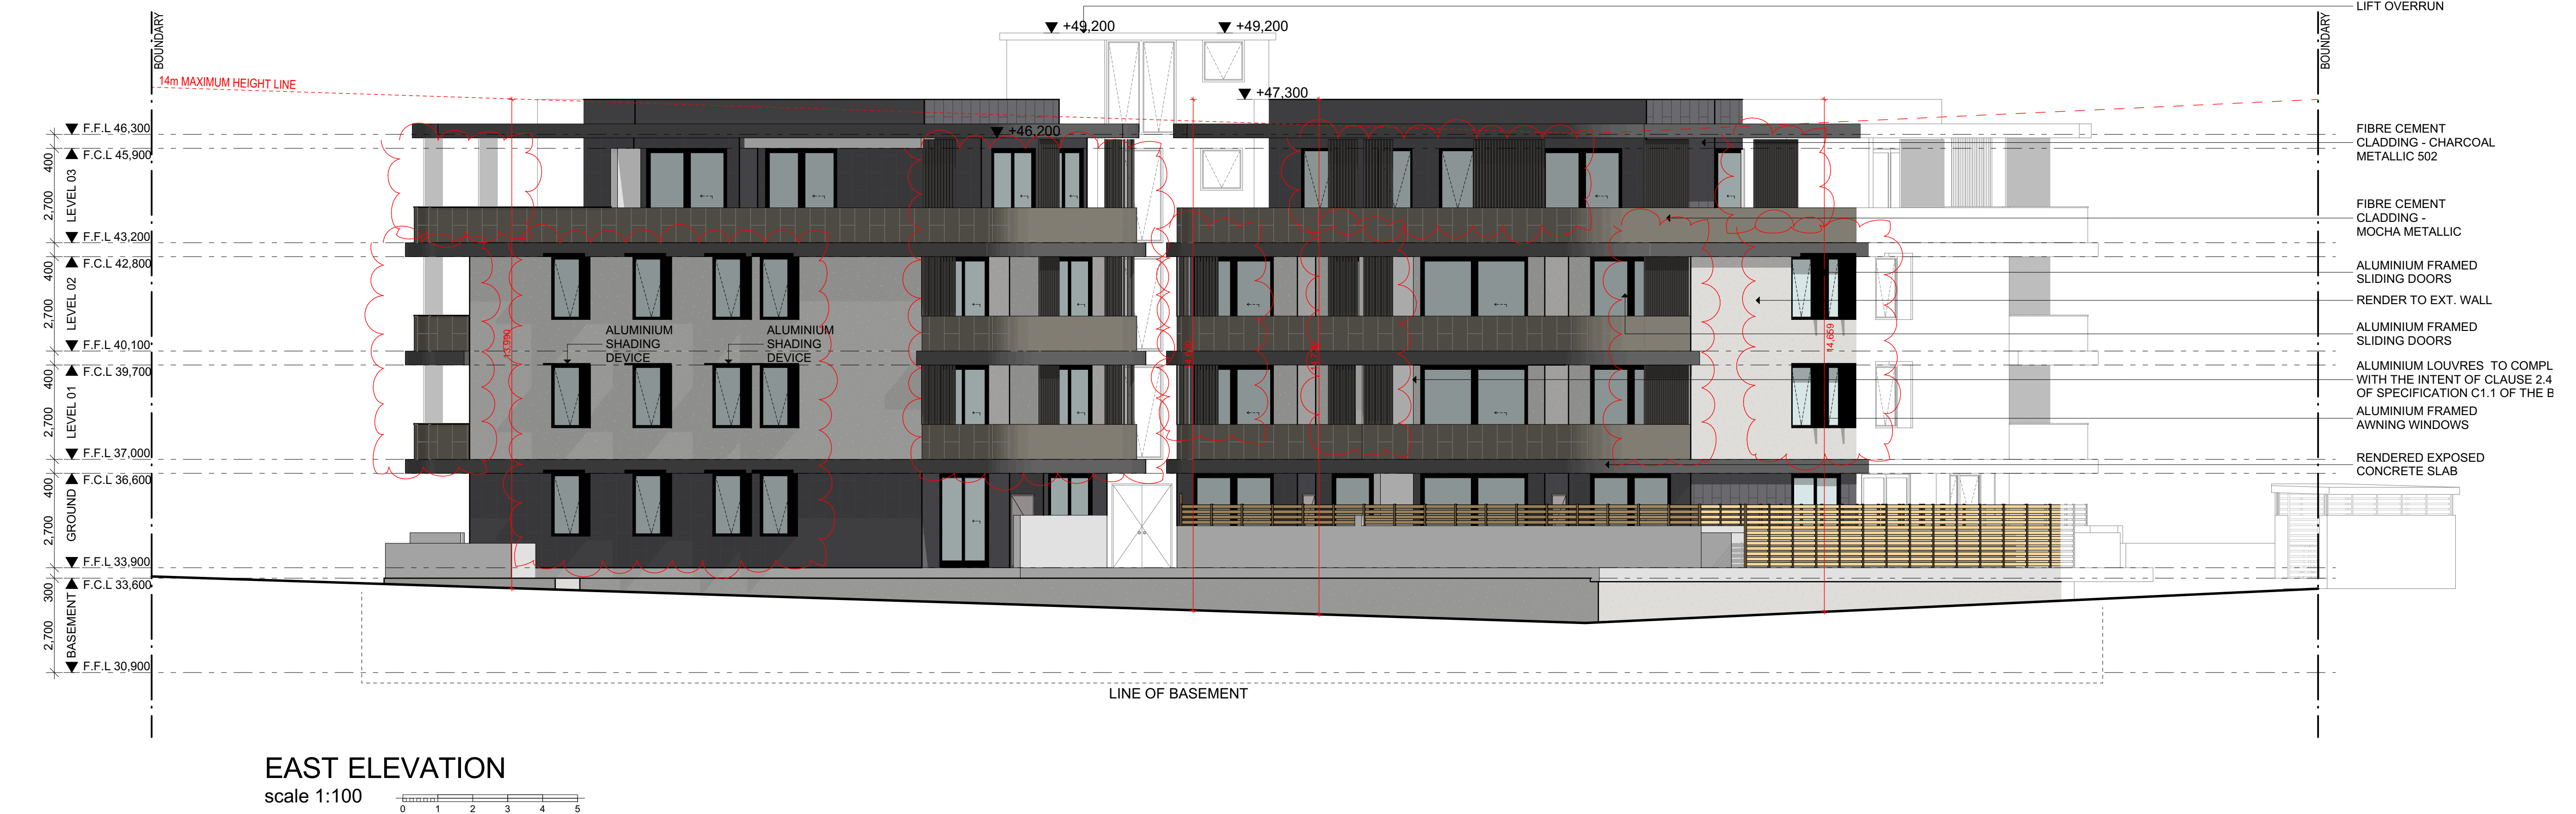 LIFT OVERRUN
BOUNDARY
BOUNDARY
+49,200
+49,200
14m MAXIMUM HEIGHT LINE
+47,300
+46,200
F.F.L 46,300
F.C.L 45,900
400
LEVEL 03
2,700
F.F.L 43,200
F.C.L 42,800
400
LEVEL 02
2,700
F.F.L 40,100
F.C.L 39,700
400
LEVEL 01
2,700
F.F.L 37,000
F.C.L 36,600
400
GROUND
2,700
F.F.L 33,900
F.C.L 33,600
300
BASEMENT
2,700
F.F.L 30,900
13,990
14,659
ALUMINIUM
SHADING
DEVICE
ALUMINIUM
SHADING
DEVICE
FIBRE CEMENT
CLADDING - CHARCOAL
METALLIC 502
FIBRE CEMENT
CLADDING -
MOCHA METALLIC
ALUMINIUM FRAMED
SLIDING DOORS
RENDER TO EXT. WALL
ALUMINIUM FRAMED
SLIDING DOORS
ALUMINIUM LOUVRES TO COMPL
WITH THE INTENT OF CLAUSE 2.4
OF SPECIFICATION C1.1 OF THE B
ALUMINIUM FRAMED
AWNING WINDOWS
RENDERED EXPOSED
CONCRETE SLAB
LINE OF BASEMENT
EAST ELEVATION
scale 1:100
0 1 2 3 4 5